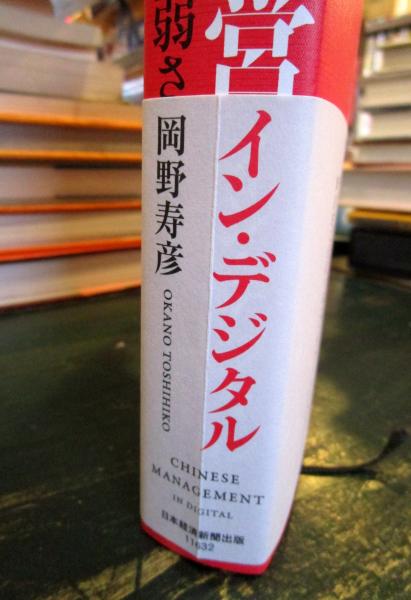 営
イン・デジタル
弱さ
岡野寿彦
OKANO TOSHIHIKO
CHINESE
MANAGEMENT
IN DIGITAL
日本経済新聞出版
11632